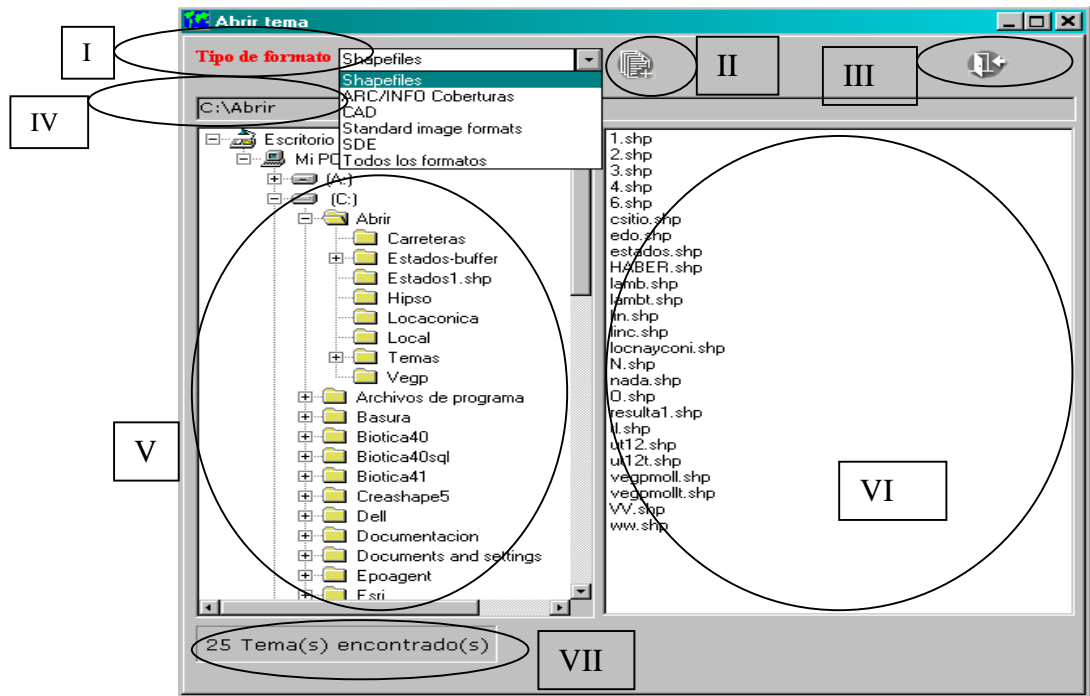 Abrir tema
I
Tipo de formato
Shapefiles
II
III
Shapefiles
ARC/INFO Coberturas
CAD
Standard image formats
SDE
Todos los formatos
IV
C:\Abrir
Escritorio
Mi PC
(A:)
(C:)
Abrir
Carreteras
Estados-buffer
Estados1.shp
Hipso
Locaconica
Local
Temas
Vegp
Archivos de programa
Basura
Biotica40
Biotica40sql
Biotica41
Creashape5
Dell
Documentacion
Documents and settings
Epoagent
Esri
V
1.shp
2.shp
3.shp
4.shp
6.shp
csitio.shp
edo.shp
estados.shp
HABER.shp
lamb.shp
lambt.shp
lin.shp
linc.shp
locnayconi.shp
N.shp
nada.shp
O.shp
resulta1.shp
ut12.shp
ut12t.shp
vegpmoll.shp
vegpmollt.shp
VV.shp
ww.shp
VI
25 Tema(s) encontrado(s)
VII